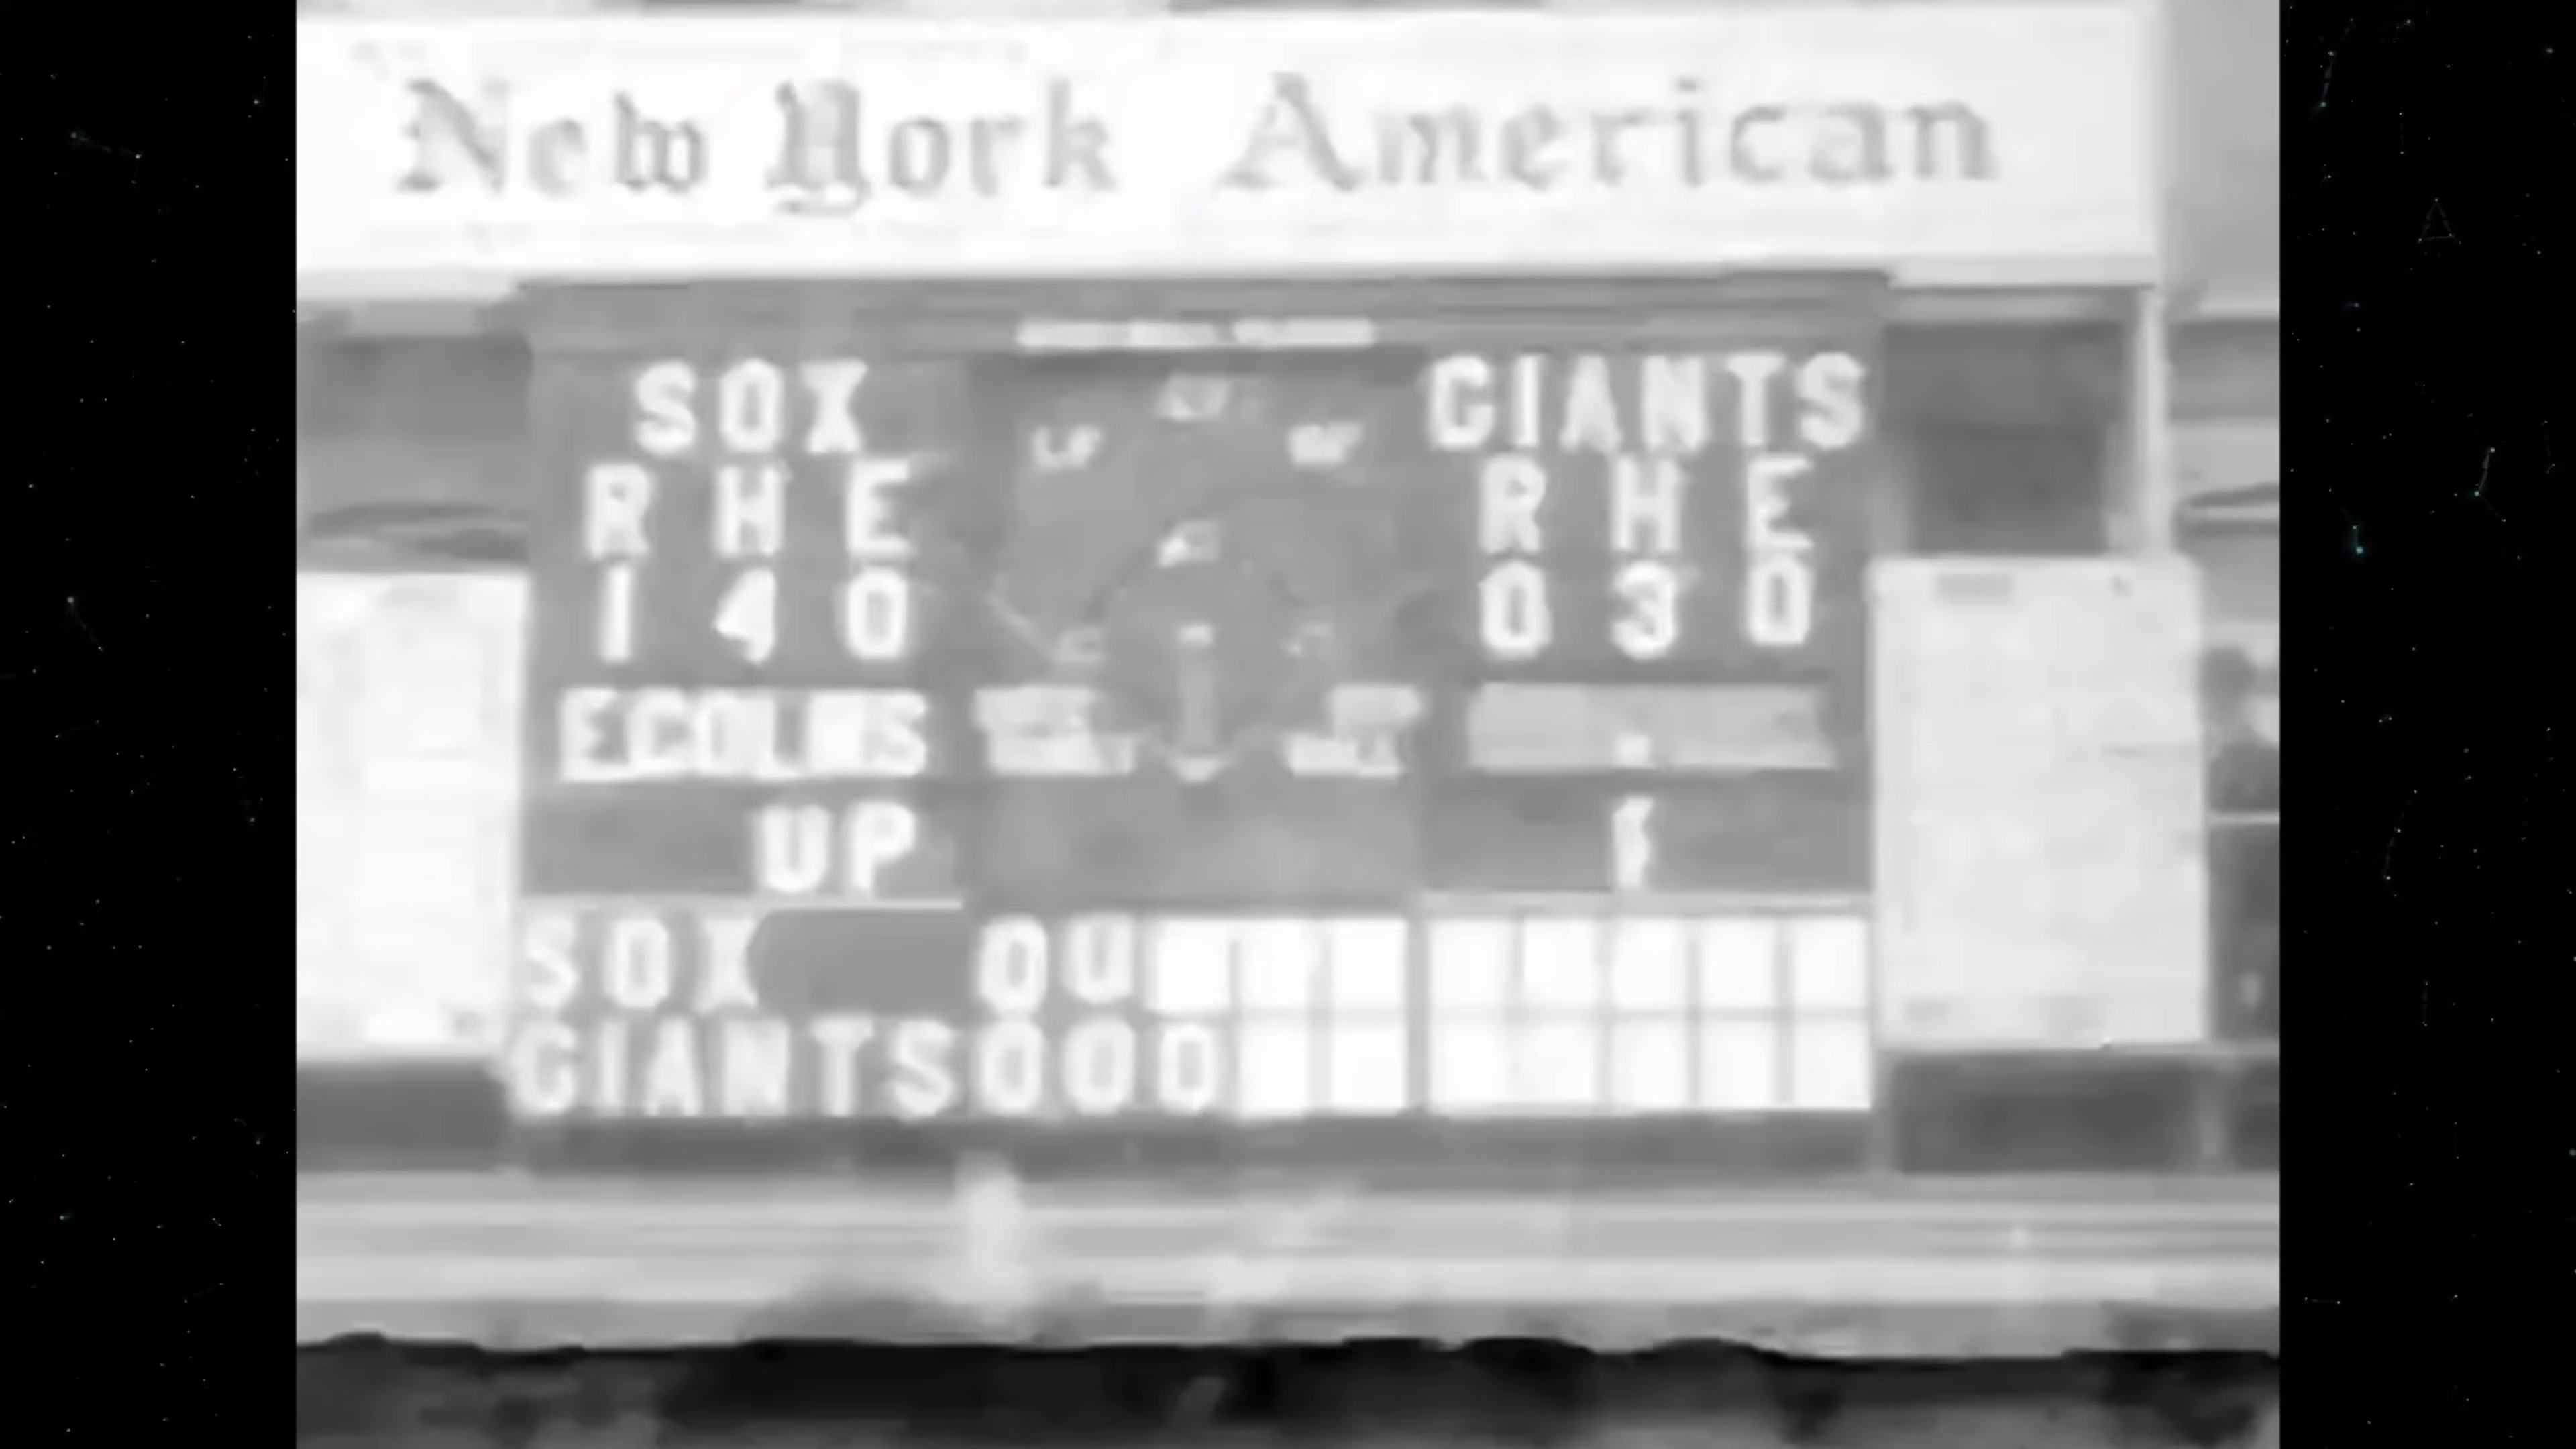 New York American
SOX GIANTS
LF
R H E R H E
1 4 0 0 3 0
UP
SOX 0 0
GIANTS 0 0 0